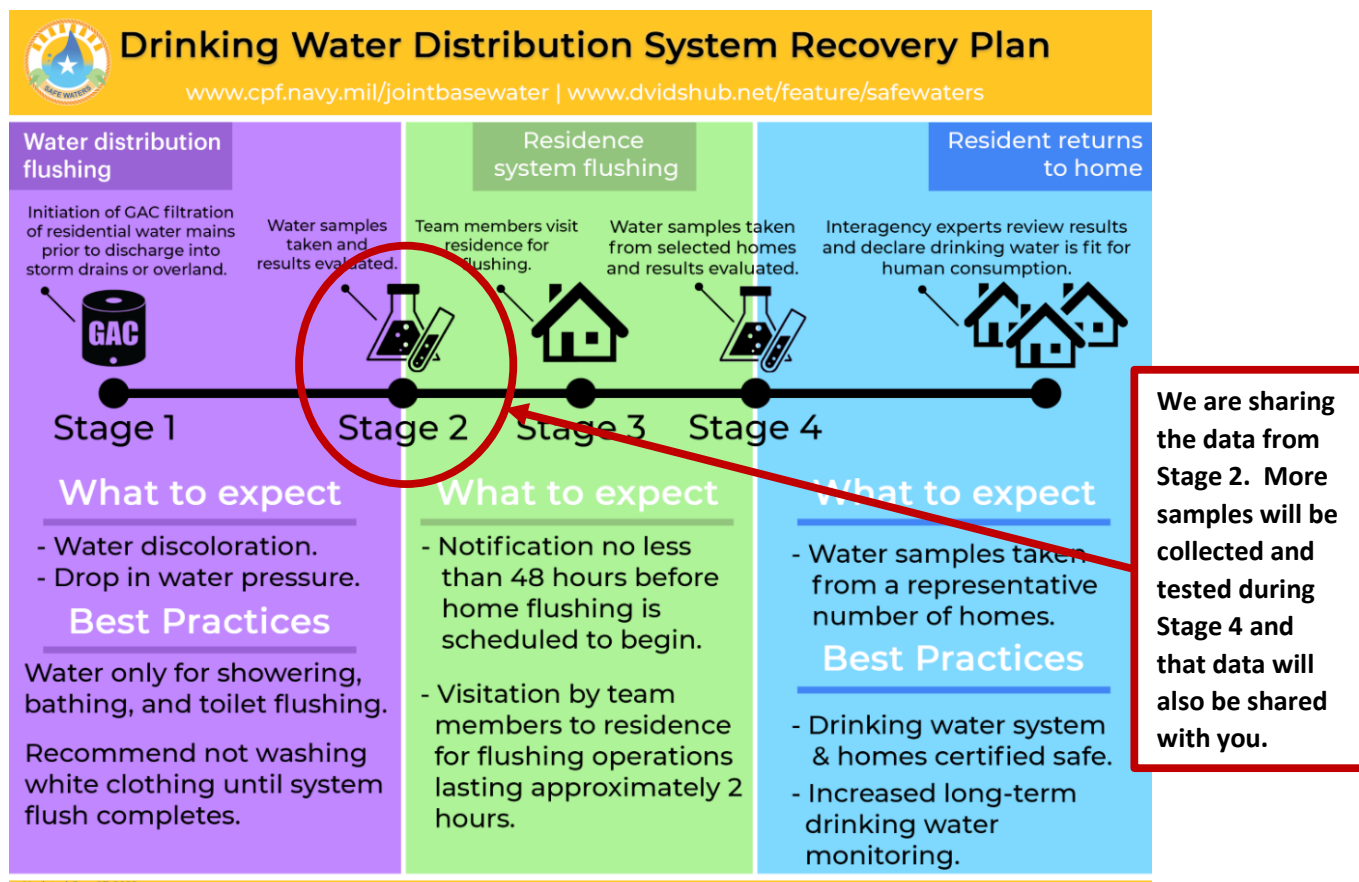 Drinking Water Distribution System Recovery Plan
www.cpf.navy.mil/jointbasewater | www.dvidshub.net/feature/safewaters
SAFE WATERS
Water distribution
flushing
Initiation of GAC filtration
of residential water mains
prior to discharge into
storm drains or overland.
Water samples
taken and
results evaluated.
GAC
Stage 1
Stage 2
What to expect
- Water discoloration.
- Drop in water pressure.
Best Practices
Water only for showering,
bathing, and toilet flushing.
Recommend not washing
white clothing until system
flush completes.
Residence
system flushing
Team members visit
residence for
flushing.
Water samples taken
from selected homes
and results evaluated.
Stage 3
Stage 4
What to expect
- Notification no less
than 48 hours before
home flushing is
scheduled to begin.
- Visitation by team
members to residence
for flushing operations
lasting approximately 2
hours.
Resident returns
to home
Interagency experts review results
and declare drinking water is fit for
human consumption.
What to expect
- Water samples taken
from a representative
number of homes.
Best Practices
- Drinking water system
& homes certified safe.
- Increased long-term
drinking water
monitoring.
We are sharing
the data from
Stage 2. More
samples will be
collected and
tested during
Stage 4 and
that data will
also be shared
with you.